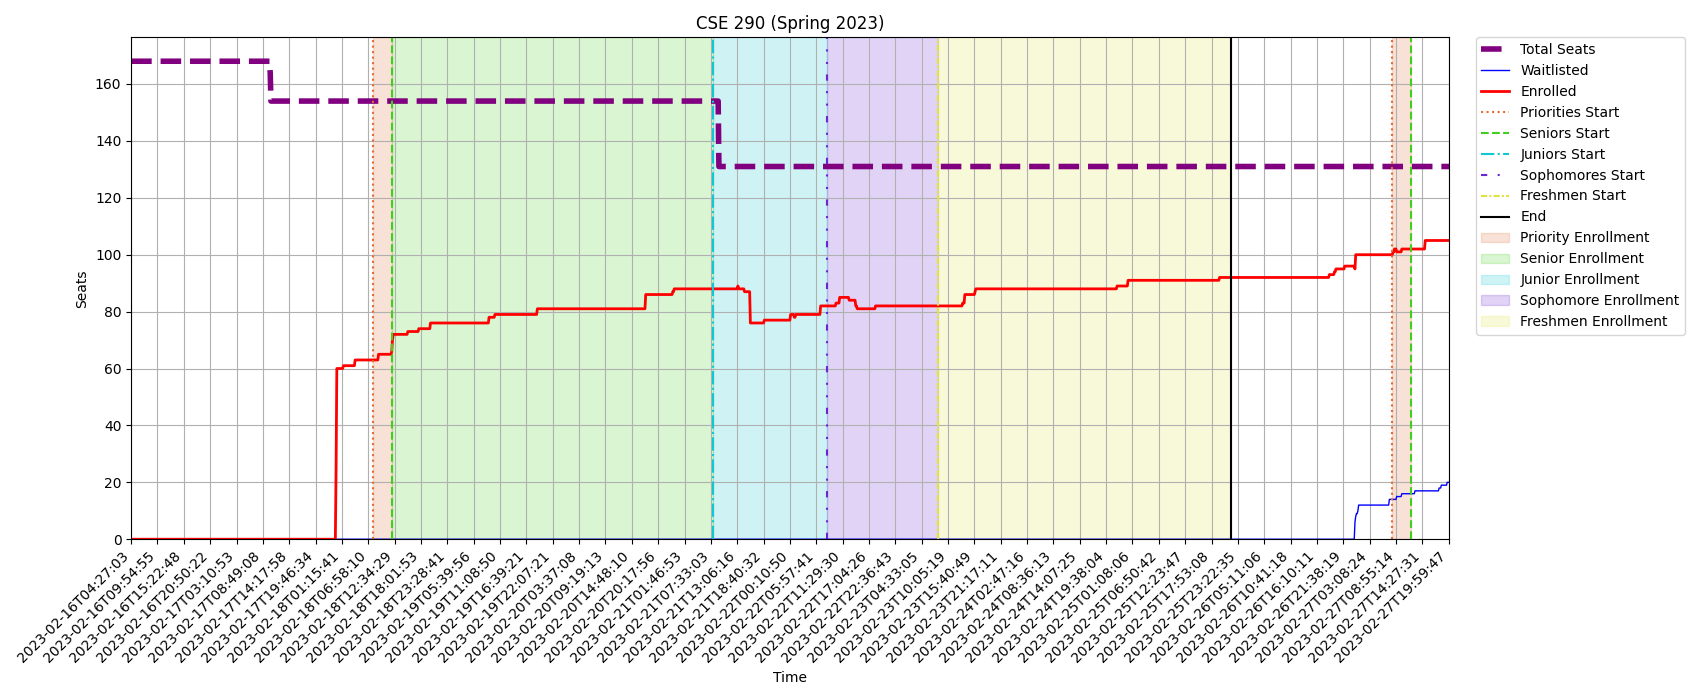 CSE 290 (Spring 2023)
Seats
160
140
120
100
80
60
40
20
0
2023-02-16T04:27:03
2023-02-16T09:54:55
2023-02-16T15:22:48
2023-02-16T20:50:22
2023-02-17T03:10:53
2023-02-17T08:49:08
2023-02-17T14:17:58
2023-02-17T19:46:34
2023-02-18T01:15:41
2023-02-18T06:58:10
2023-02-18T12:34:29
2023-02-18T18:01:53
2023-02-18T23:28:41
2023-02-19T05:39:56
2023-02-19T11:08:50
2023-02-19T16:39:21
2023-02-19T22:07:21
2023-02-20T03:37:08
2023-02-20T09:19:13
2023-02-20T14:48:10
2023-02-20T20:17:56
2023-02-21T01:46:53
2023-02-21T07:33:03
2023-02-21T13:06:16
2023-02-21T18:40:32
2023-02-22T00:10:50
2023-02-22T05:57:41
2023-02-22T11:29:30
2023-02-22T17:04:26
2023-02-22T22:36:43
2023-02-23T04:33:05
2023-02-23T10:05:19
2023-02-23T15:40:49
2023-02-23T21:17:11
2023-02-24T02:47:16
2023-02-24T08:36:13
2023-02-24T14:07:25
2023-02-24T19:38:04
2023-02-25T01:08:06
2023-02-25T06:50:42
2023-02-25T12:23:47
2023-02-25T17:53:08
2023-02-25T23:22:35
2023-02-26T05:11:06
2023-02-26T10:41:18
2023-02-26T16:10:11
2023-02-26T21:38:19
2023-02-27T03:08:24
2023-02-27T08:55:14
2023-02-27T14:27:31
2023-02-27T19:59:47
Time
Total Seats
Waitlisted
Enrolled
Priorities Start
Seniors Start
Juniors Start
Sophomores Start
Freshmen Start
End
Priority Enrollment
Senior Enrollment
Junior Enrollment
Sophomore Enrollment
Freshmen Enrollment